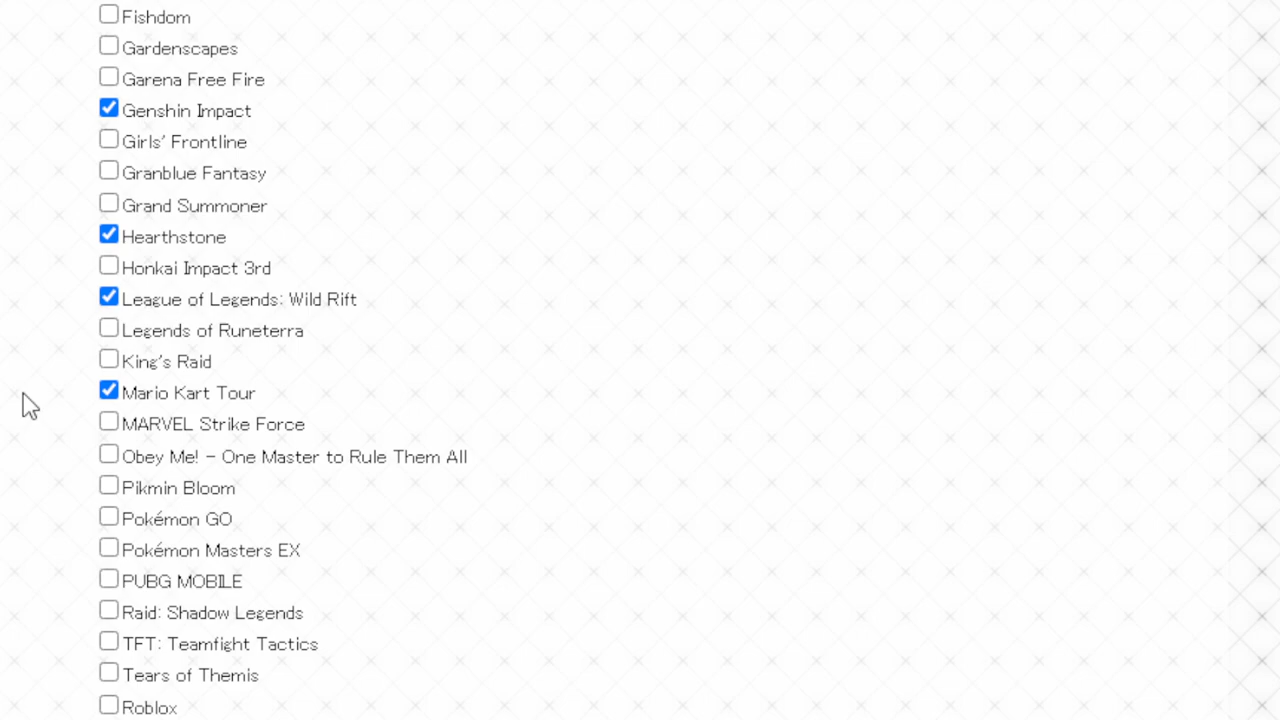 Fishdom
Gardenscapes
Garena Free Fire
Genshin Impact
Girls' Frontline
Granblue Fantasy
Grand Summoner
Hearthstone
Honkai Impact 3rd
League of Legends: Wild Rift
Legends of Runeterra
King's Raid
Mario Kart Tour
MARVEL Strike Force
Obey Me! - One Master to Rule Them All
Pikmin Bloom
Pokémon GO
Pokémon Masters EX
PUBG MOBILE
Raid: Shadow Legends
TFT: Teamfight Tactics
Tears of Themis
Roblox